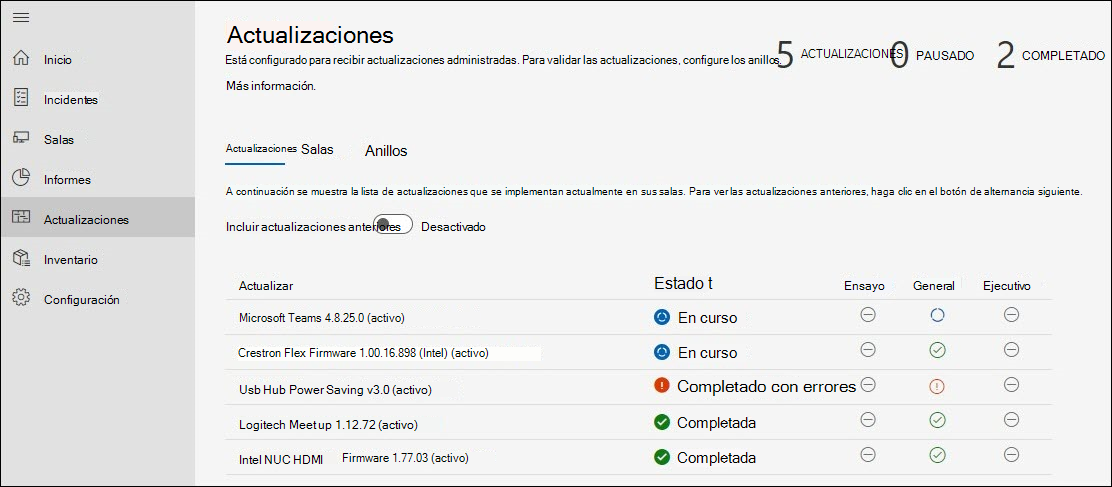 Actualizaciones
Está configurado para recibir actualizaciones administradas. Para validar las actualizaciones, configure los anillos.
Más información.
5 ACTUALIZACIONES 0 PAUSADO 2 COMPLETADO
Inicio
Incidentes
Salas
Informes
Actualizaciones
Inventario
Configuración
Actualizaciones Salas Anillos
A continuación se muestra la lista de actualizaciones que se implementan actualmente en sus salas. Para ver las actualizaciones anteriores, haga clic en el botón de alternancia siguiente.
Incluir actualizaciones anteriores Desactivado
Actualizar Estado t Ensayo General Ejecutivo
Microsoft Teams 4.8.25.0 (activo) En curso
Crestron Flex Firmware 1.00.16.898 (Intel) (activo) En curso
Usb Hub Power Saving v3.0 (activo) Completado con errores
Logitech Meetup 1.12.72 (activo) Completada
Intel NUC HDMI Firmware 1.77.03 (activo) Completada